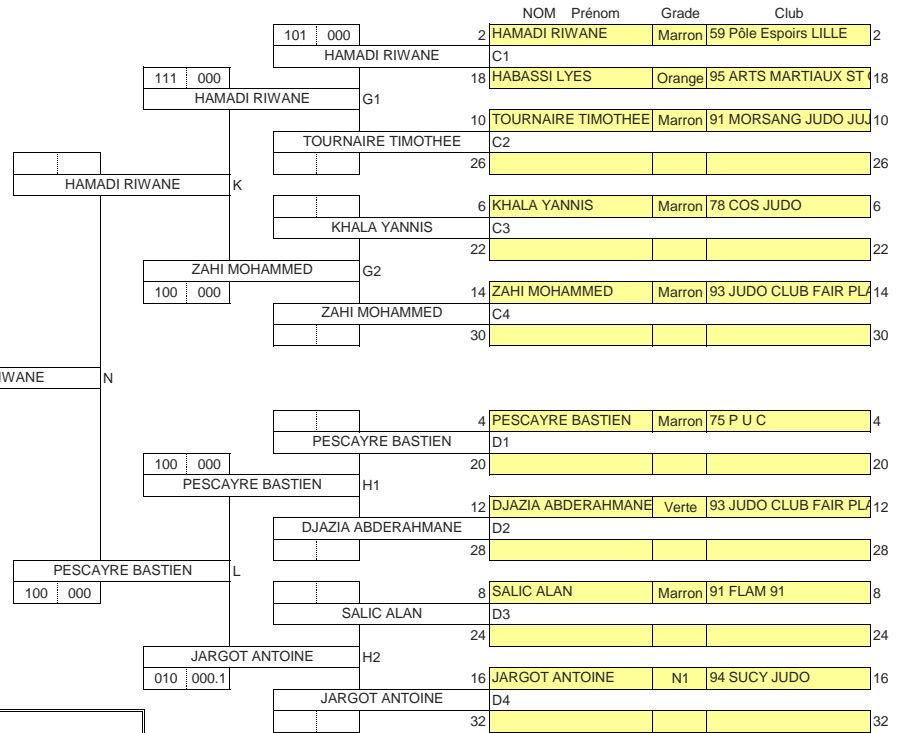 NOM Prénom Grade Club
101 000 2 HAMADI RIWANE Marron 59 Pôle Espoirs LILLE 2
HAMADI RIWANE C1
111 000 18 HABASSI LYES Orange 95 ARTS MARTIAUX ST 18
HAMADI RIWANE G1
10 TOURNAIRE TIMOTHEE Marron 91 MORSANG JUDO JUJ 10
TOURNAIRE TIMOTHEE C2
26 26
HAMADI RIWANE K
6 KHALA YANNIS Marron 78 COS JUDO 6
KHALA YANNIS C3
22 22
ZAHI MOHAMMED G2
100 000 14 ZAHI MOHAMMED Marron 93 JUDO CLUB FAIR PLA 14
ZAHI MOHAMMED C4
30 30
WANE N
4 PESCAYRE BASTIEN Marron 75 P U C 4
PESCAYRE BASTIEN D1
100 000 20 20
PESCAYRE BASTIEN H1
12 DJAZIA ABDERAHMANE Verte 93 JUDO CLUB FAIR PLA 12
DJAZIA ABDERAHMANE D2
28 28
PESCAYRE BASTIEN L
100 000 8 SALIC ALAN Marron 91 FLAM 91 8
SALIC ALAN D3
24 24
JARGOT ANTOINE H2
010 000.1 16 JARGOT ANTOINE N1 94 SUCY JUDO 16
JARGOT ANTOINE D4
32 32